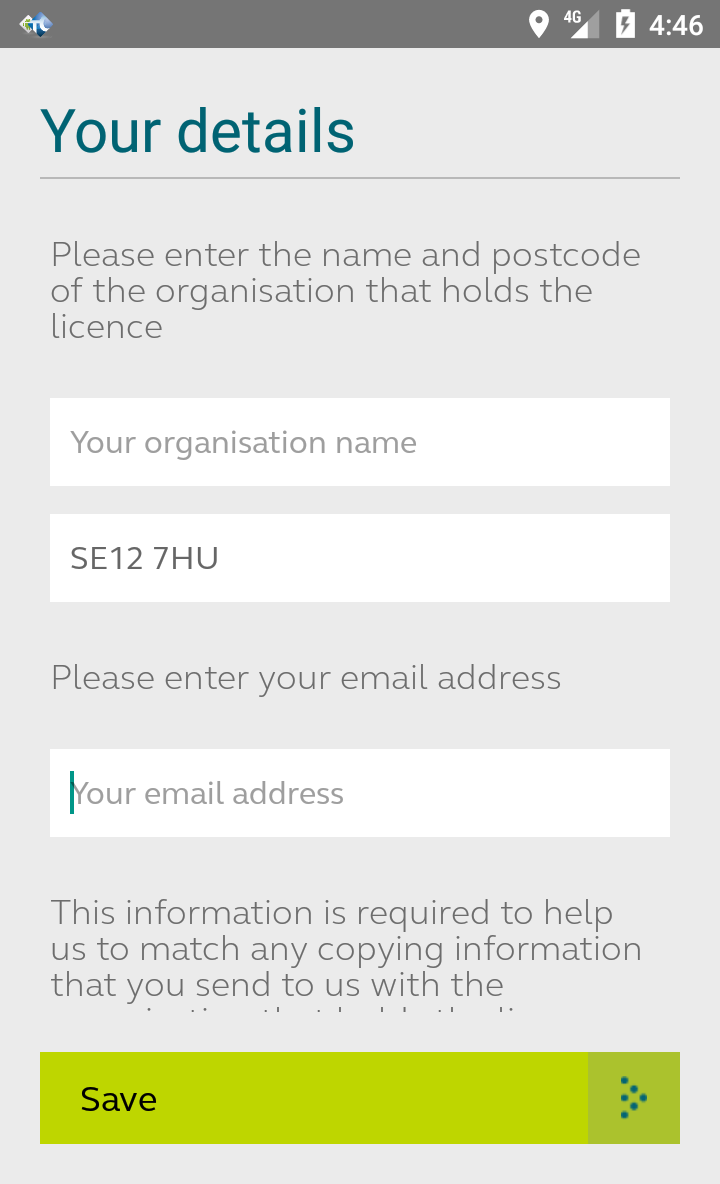 4G 4:46
Your details
Please enter the name and postcode
of the organisation that holds the
licence
Your organisation name
SE12 7HU
Please enter your email address
Your email address
This information is required to help
us to match any copying information
that you send to us with the
Save